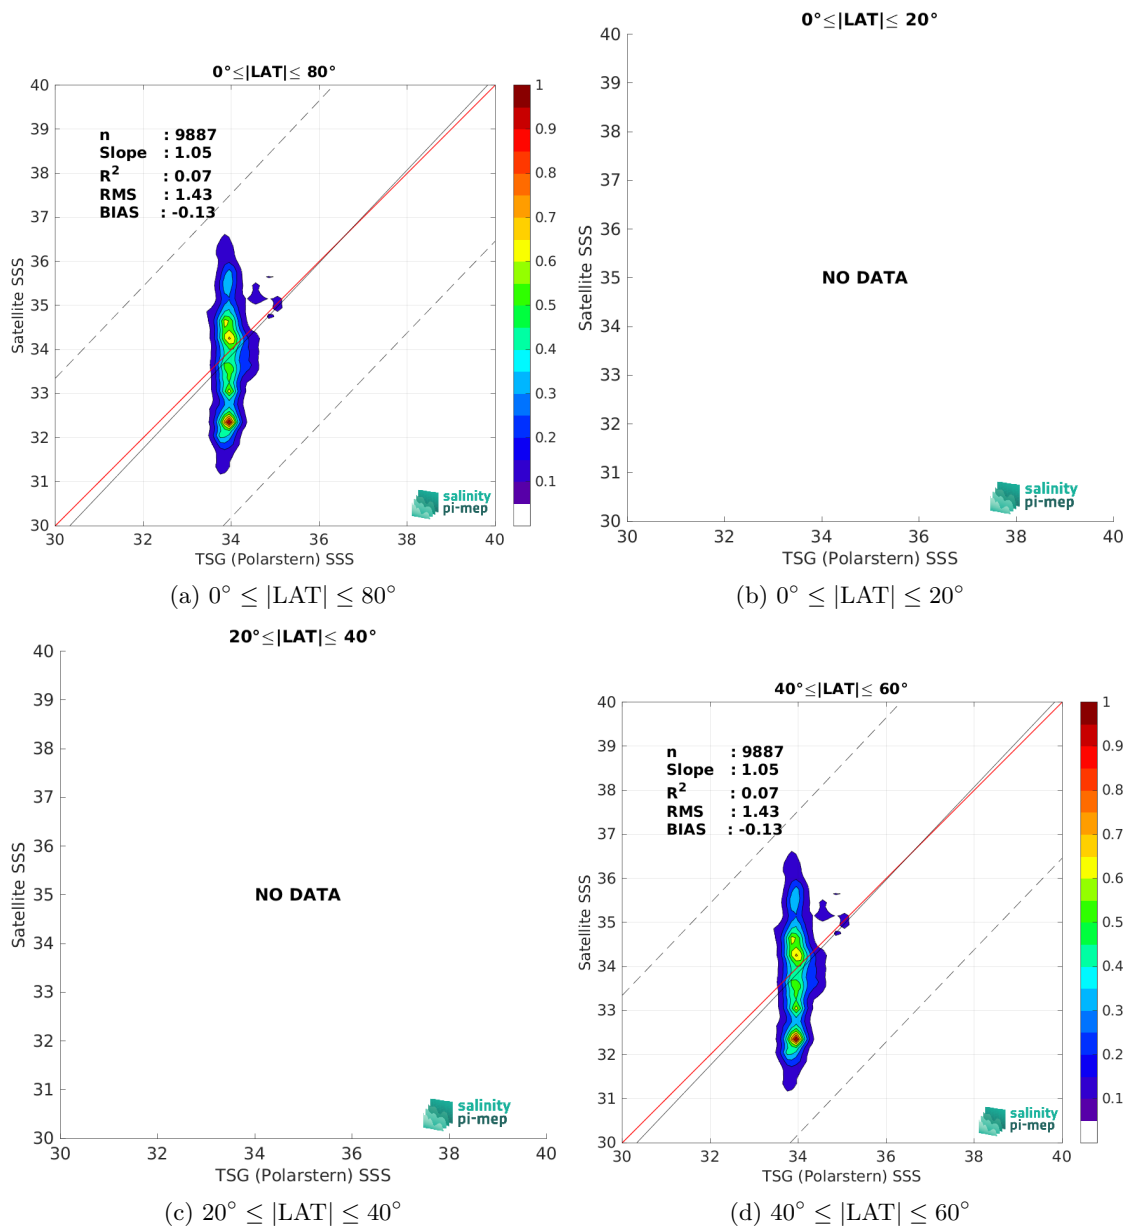 0°≤|LAT|≤ 80°
40
39
38
37
36
35
34
33
32
31
30
Satellite SSS
n : 9887
Slope : 1.05
R² : 0.07
RMS : 1.43
BIAS : -0.13
salinity
pi-mep
30 32 34 36 38 40
TSG (Polarstern) SSS
1
0.9
0.8
0.7
0.6
0.5
0.4
0.3
0.2
0.1
(a) 0° ≤ |LAT| ≤ 80°
0°≤|LAT|≤ 20°
40
39
38
37
36
35
34
33
32
31
30
Satellite SSS
NO DATA
salinity
pi-mep
30 32 34 36 38 40
TSG (Polarstern) SSS
(b) 0° ≤ |LAT| ≤ 20°
20°≤|LAT|≤ 40°
40
39
38
37
36
35
34
33
32
31
30
Satellite SSS
NO DATA
salinity
pi-mep
30 32 34 36 38 40
TSG (Polarstern) SSS
(c) 20° ≤ |LAT| ≤ 40°
40°≤|LAT|≤ 60°
40
39
38
37
36
35
34
33
32
31
30
Satellite SSS
n : 9887
Slope : 1.05
R² : 0.07
RMS : 1.43
BIAS : -0.13
salinity
pi-mep
30 32 34 36 38 40
TSG (Polarstern) SSS
1
0.9
0.8
0.7
0.6
0.5
0.4
0.3
0.2
0.1
(d) 40° ≤ |LAT| ≤ 60°